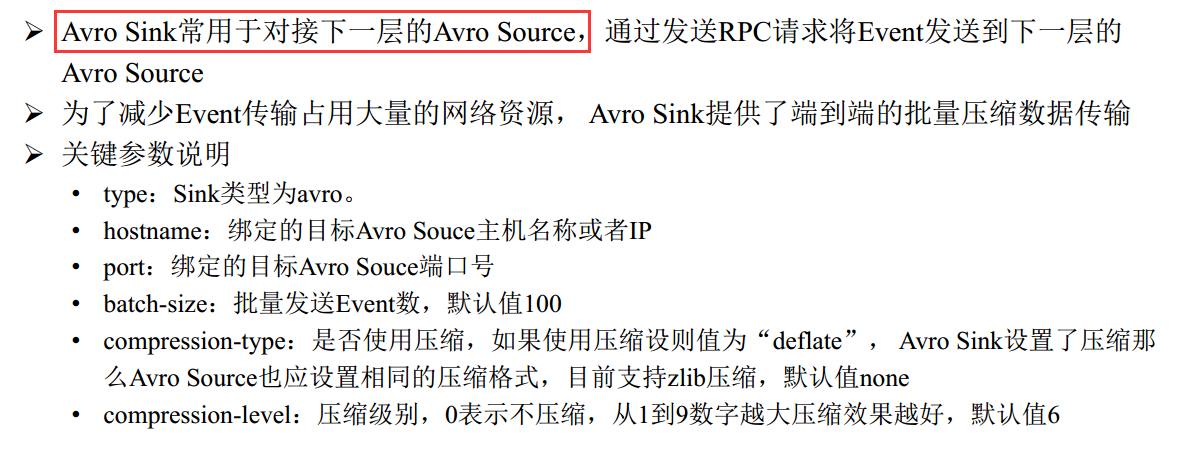 ➢ Avro Sink常用于对接下一层的Avro Source，通过发送RPC请求将Event发送到下一层的
Avro Source
➢ 为了减少Event传输占用大量的网络资源， Avro Sink提供了端到端的批量压缩数据传输
➢ 关键参数说明
• type：Sink类型为avro。
• hostname：绑定的目标Avro Souce主机名称或者IP
• port：绑定的目标Avro Souce端口号
• batch-size：批量发送Event数，默认值100
• compression-type：是否使用压缩，如果使用压缩设则值为“deflate”， Avro Sink设置了压缩那
么Avro Source也应设置相同的压缩格式，目前支持zlib压缩，默认值none
• compression-level：压缩级别，0表示不压缩，从1到9数字越大压缩效果越好，默认值6